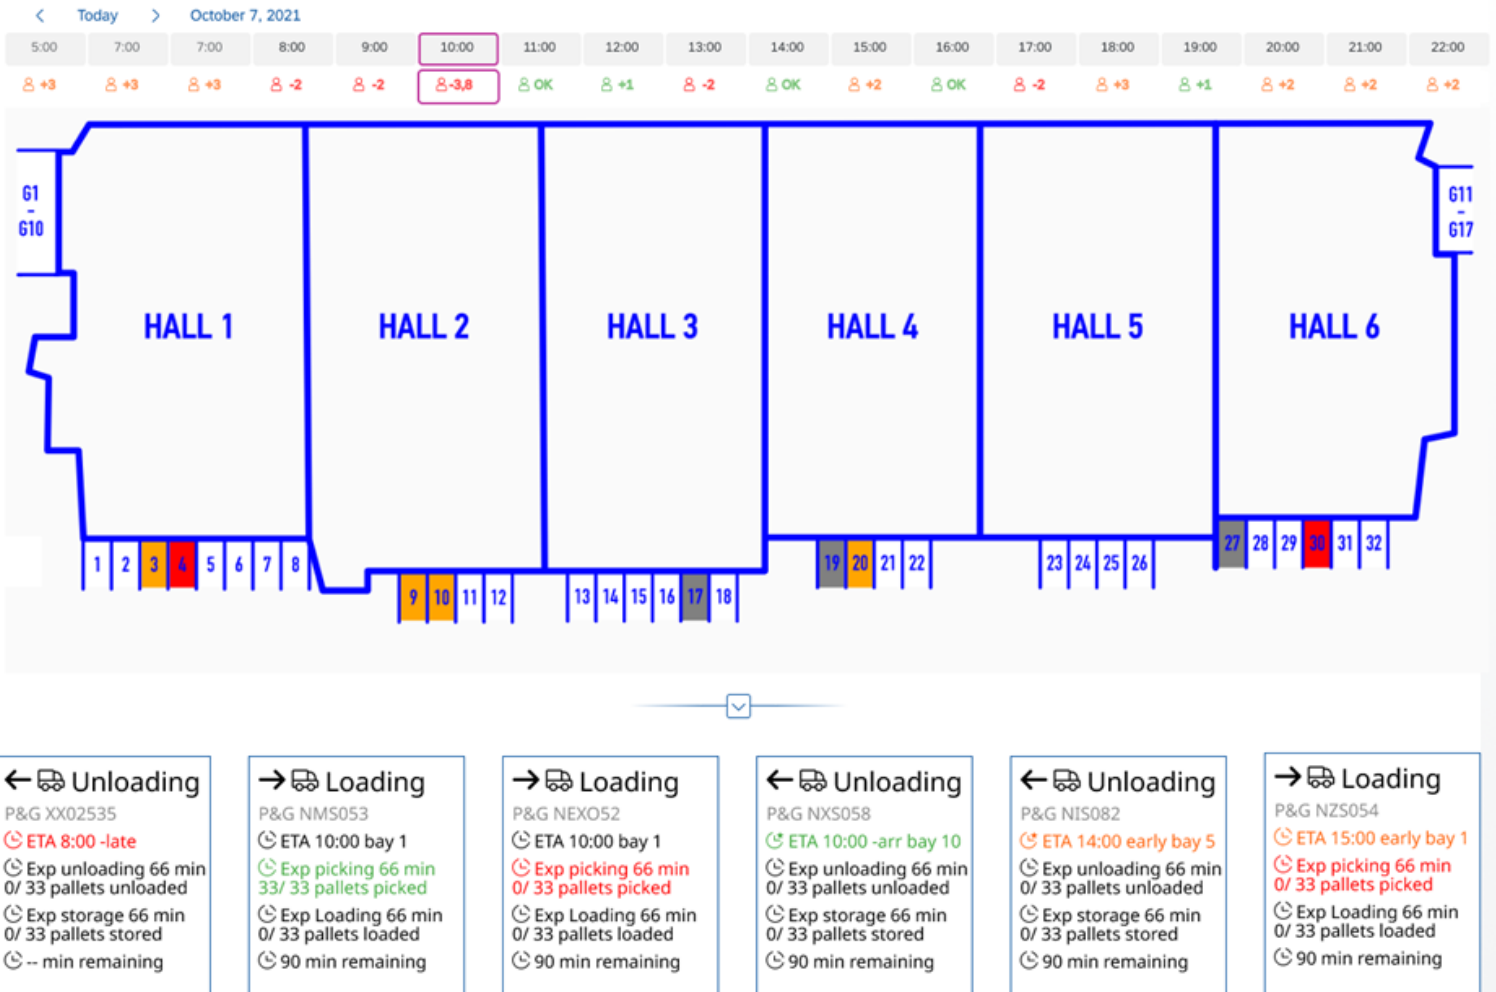 Today October 7, 2021
5:00 7:00 7:00 8:00 9:00 10:00 11:00 12:00 13:00 14:00 15:00 16:00 17:00 18:00 19:00 20:00 21:00 22:00
+3 +3 +3 -2 -2 -3,8 OK +1 -2 OK +2 OK -2 +3 +1 +2 +2 +2
G1
-
G10
G11
-
G17
HALL 1 HALL 2 HALL 3 HALL 4 HALL 5 HALL 6
1 2 3 4 5 6 7 8
9 10 11 12
13 14 15 16 17 18
19 20 21 22
23 24 25 26
27 28 29 30 31 32
Unloading
P&G XX02535
ETA 8:00 -late
Exp unloading 66 min
0/ 33 pallets unloaded
Exp storage 66 min
0/ 33 pallets stored
-- min remaining
Loading
P&G NMS053
ETA 10:00 bay 1
Exp picking 66 min
33/ 33 pallets picked
Exp Loading 66 min
0/ 33 pallets loaded
90 min remaining
Loading
P&G NEXO52
ETA 10:00 bay 1
Exp picking 66 min
0/ 33 pallets picked
Exp Loading 66 min
0/ 33 pallets loaded
90 min remaining
Unloading
P&G NXS058
ETA 10:00 -arr bay 10
Exp unloading 66 min
0/ 33 pallets unloaded
Exp storage 66 min
0/ 33 pallets stored
90 min remaining
Unloading
P&G NIS082
ETA 14:00 early bay 5
Exp unloading 66 min
0/ 33 pallets unloaded
Exp storage 66 min
0/ 33 pallets stored
90 min remaining
Loading
P&G NZS054
ETA 15:00 early bay 1
Exp picking 66 min
0/ 33 pallets picked
Exp Loading 66 min
0/ 33 pallets loaded
90 min remaining